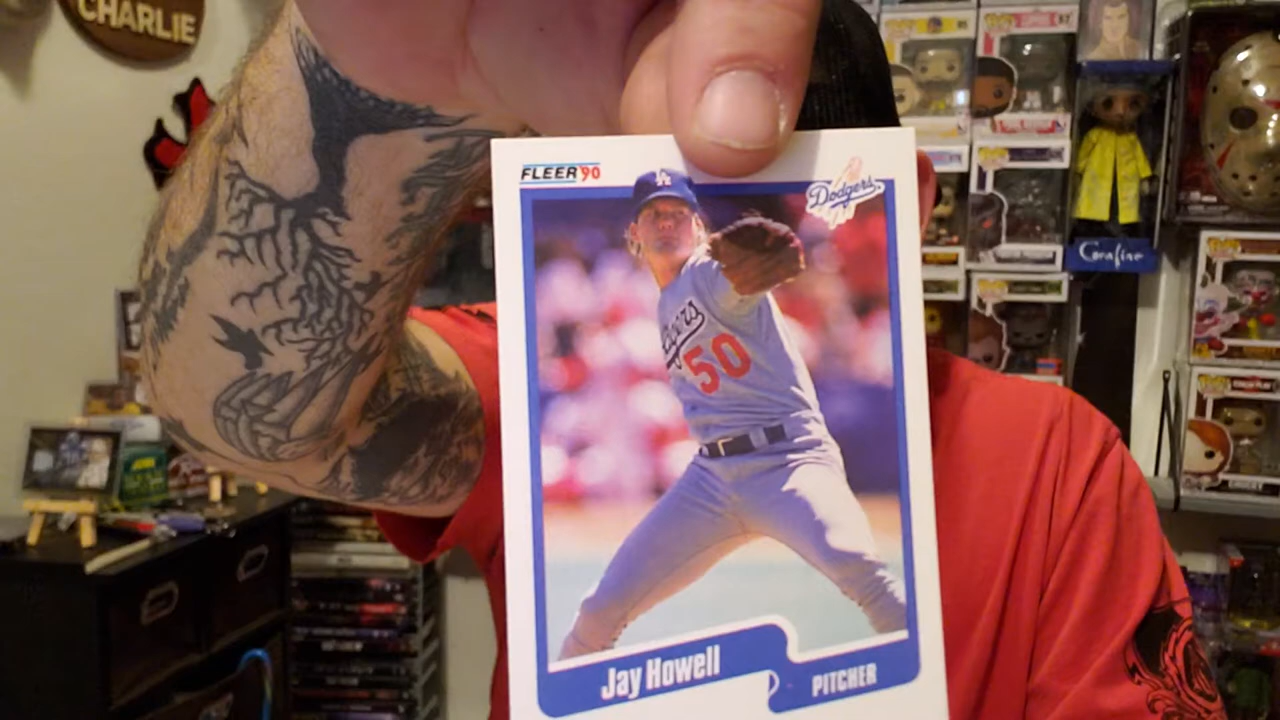 CHARLIE
FLEER '90
Dodgers
LA
Dodgers
50
Coraline
Jay Howell
PITCHER